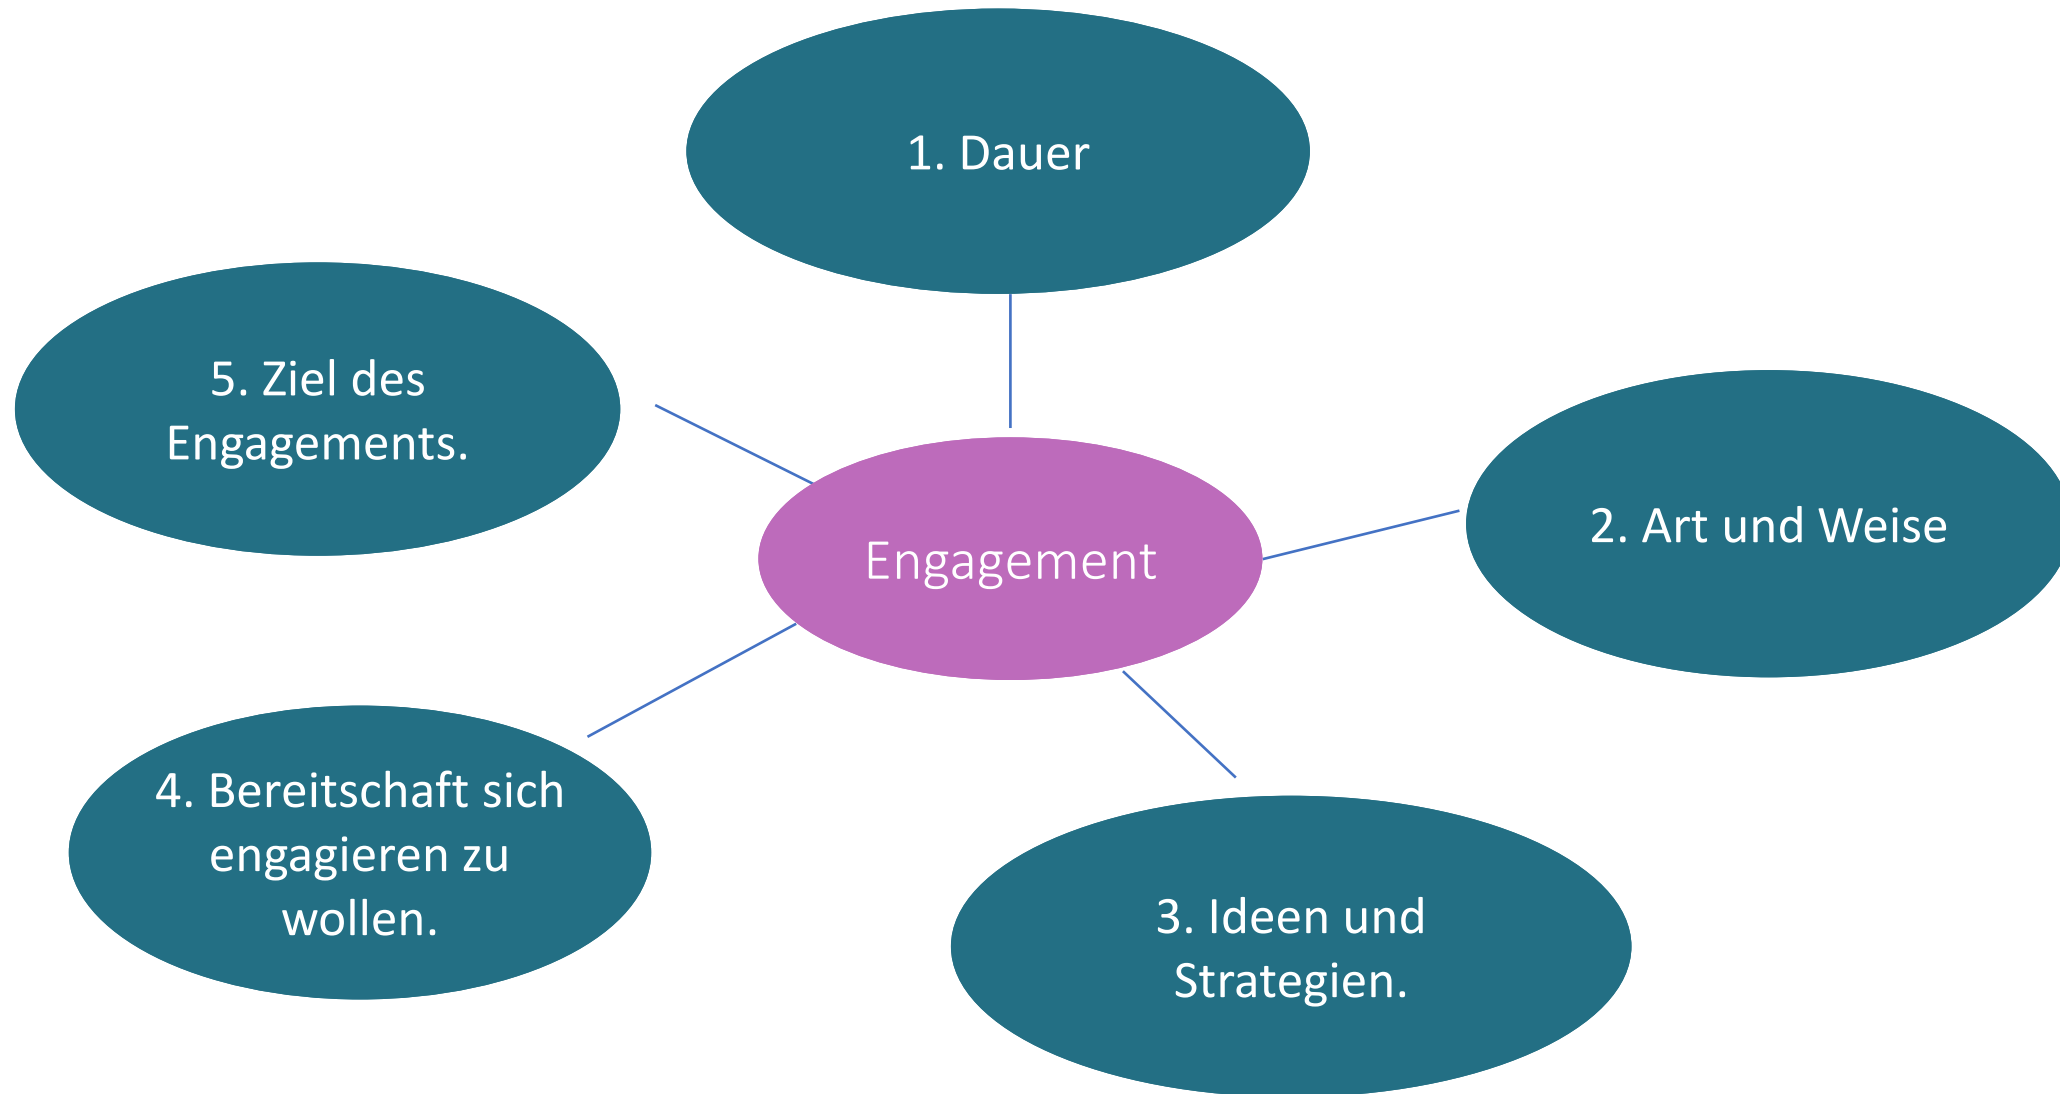 1. Dauer
2. Art und Weise
3. Ideen und
Strategien.
4. Bereitschaft sich
engagieren zu
wollen.
5. Ziel des
Engagements.
Engagement